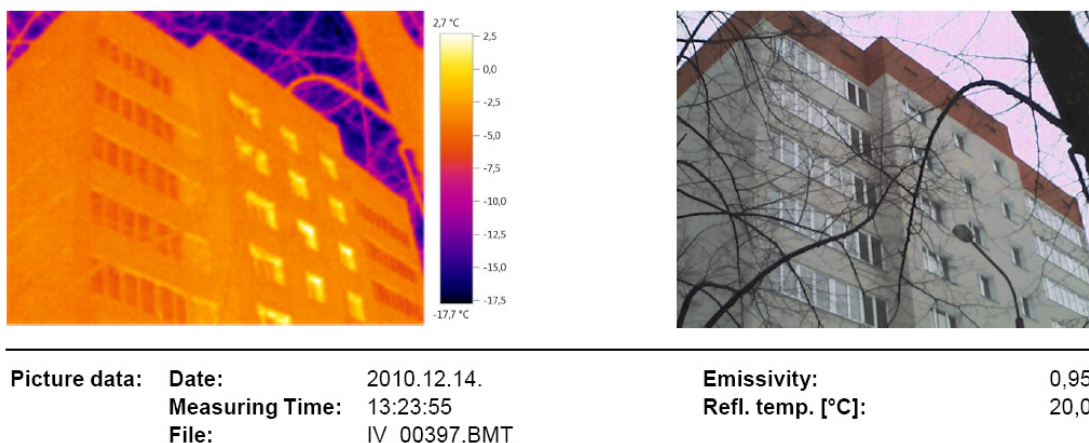 2,7 °C
2,5
0,0
-2,5
-5,0
-7,5
-10,0
-12,5
-15,0
-17,5
-17,7 °C
Picture data: Date: 2010.12.14. Emissivity: 0,95
Measuring Time: 13:23:55 Refl. temp. [°C]: 20,0
File: IV_00397.BMT